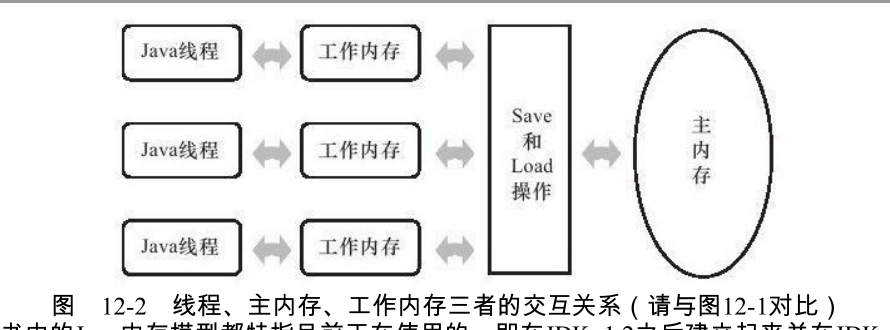 Java线程
工作内存
Java线程
工作内存
Java线程
工作内存
Save
和
Load
操作
主
内
存
图 12-2 线程、主内存、工作内存三者的交互关系（请与图12-1对比）